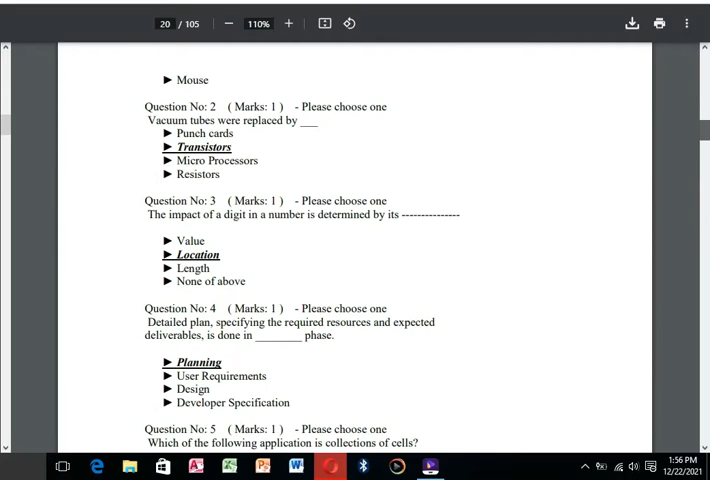 20 / 105
110%
► Mouse
Question No: 2 ( Marks: 1 ) - Please choose one
Vacuum tubes were replaced by ___
► Punch cards
► Transistors
► Micro Processors
► Resistors
Question No: 3 ( Marks: 1 ) - Please choose one
The impact of a digit in a number is determined by its ---------------
► Value
► Location
► Length
► None of above
Question No: 4 ( Marks: 1 ) - Please choose one
Detailed plan, specifying the required resources and expected
deliverables, is done in ________ phase.
► Planning
► User Requirements
► Design
► Developer Specification
Question No: 5 ( Marks: 1 ) - Please choose one
Which of the following application is collections of cells?
1:56 PM
12/22/2021